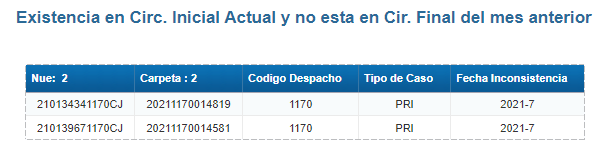 Existencia en Circ. Inicial Actual y no esta en Cir. Final del mes anterior
Nue: 2 Carpeta : 2 Codigo Despacho Tipo de Caso Fecha Inconsistencia
210134341170CJ 20211170014819 1170 PRI 2021-7
210139671170CJ 20211170014581 1170 PRI 2021-7